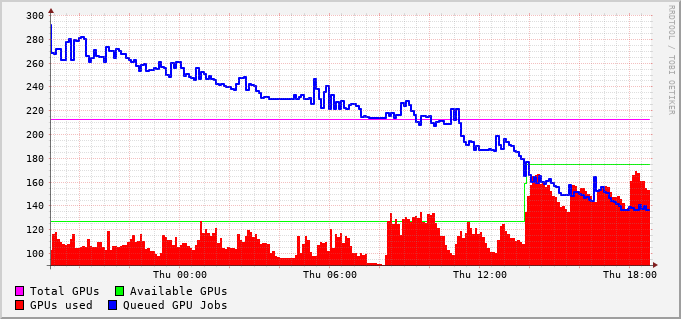 300
280
260
240
220
200
180
160
140
120
100
Thu 00:00 Thu 06:00 Thu 12:00 Thu 18:00
Total GPUs Available GPUs
GPUs used Queued GPU Jobs
RRDTOOL / TOBI OETIKER